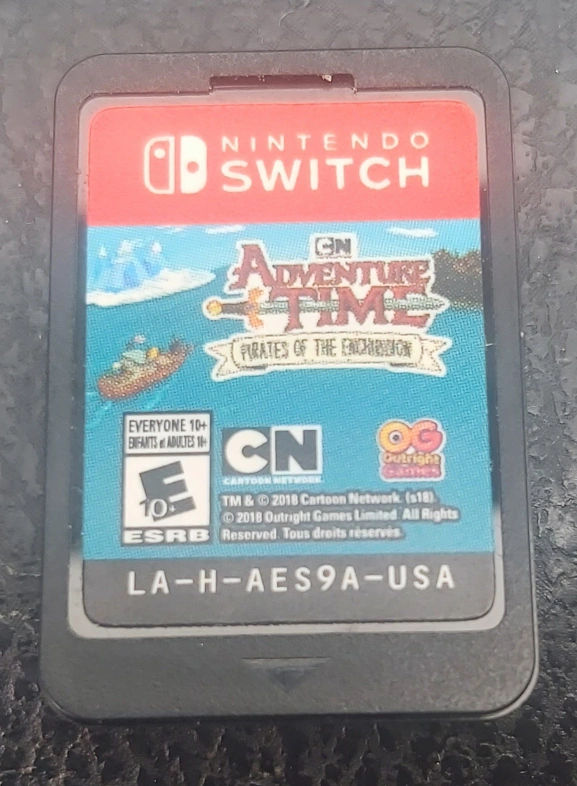 NINTENDO
SWITCH
CN
ADVENTURE
TIME
PIRATES OF THE ENCHIRIDION
EVERYONE 10+
ENFANTS et ADULTES 10+
E
10+
ESRB
CN
CARTOON NETWORK
OG
Outright
Games
TM & © 2018 Cartoon Network. (s18).
© 2018 Outright Games Limited. All Rights
Reserved. Tous droits réservés.
LA-H-AES9A-USA